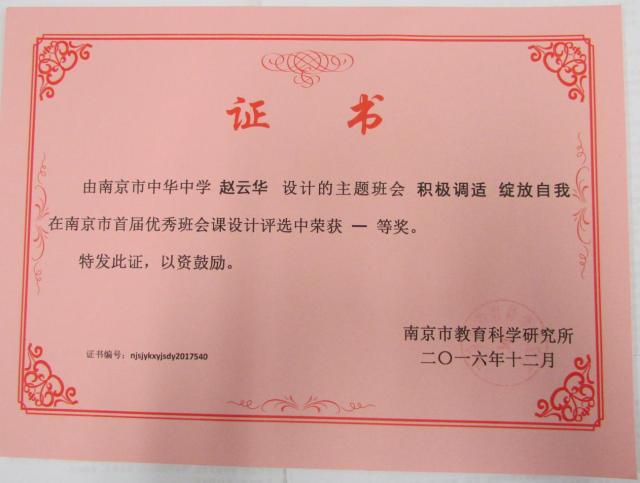 证 书
由南京市中华中学 赵云华 设计的主题班会 积极调适 绽放自我
在南京市首届优秀班会课设计评选中荣获 一 等奖。
特发此证，以资鼓励。
南京市教育科学研究所
证书编号：njsjykxyjsdy2017540
二〇一六年十二月